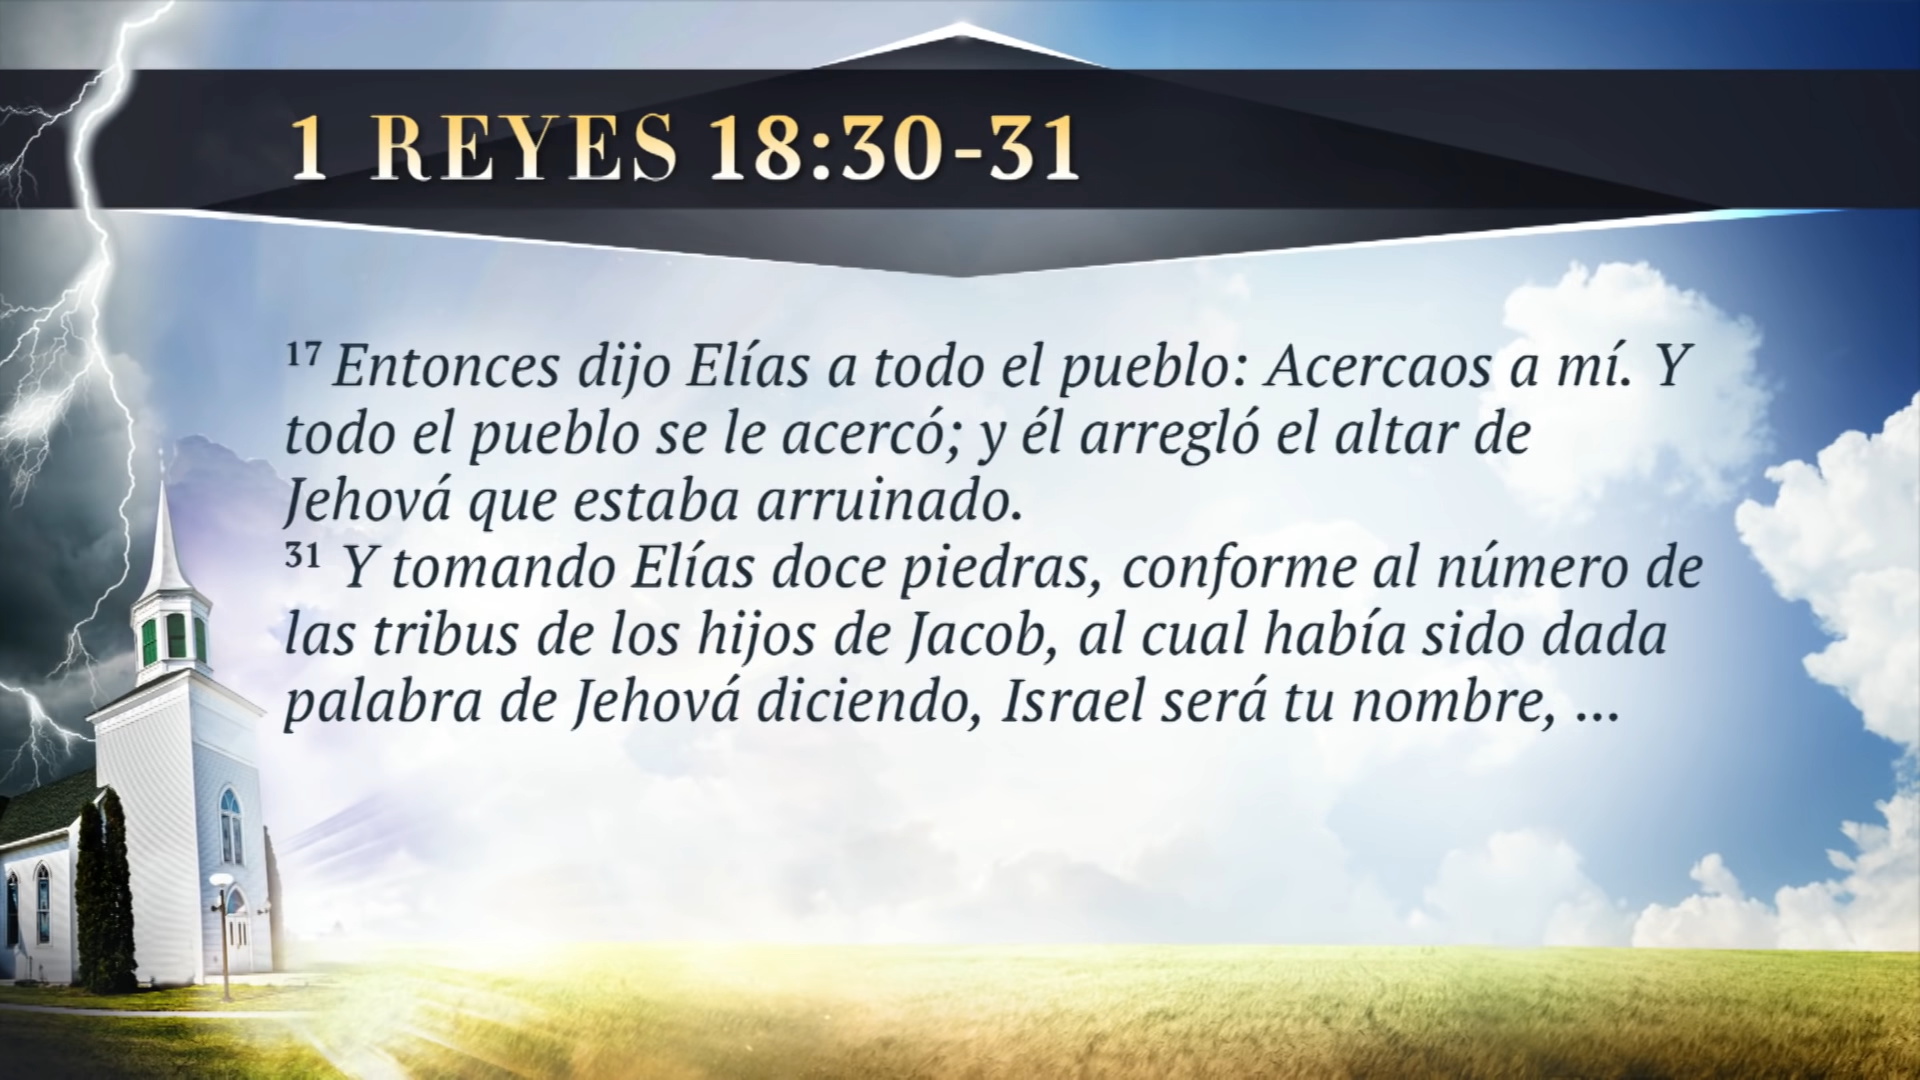 1 REYES 18:30-31
17 Entonces dijo Elías a todo el pueblo: Acercaos a mí. Y
todo el pueblo se le acercó; y él arregló el altar de
Jehová que estaba arruinado.
31 Y tomando Elías doce piedras, conforme al número de
las tribus de los hijos de Jacob, al cual había sido dada
palabra de Jehová diciendo, Israel será tu nombre, ...